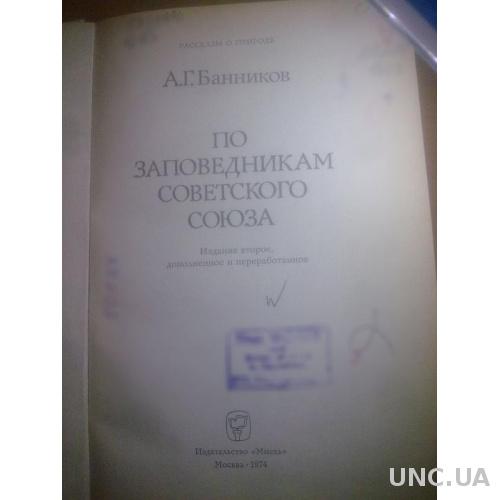 РАССКАЗЫ О ПРИРОДЕ
А.Г. Банников
ПО
ЗАПОВЕДНИКАМ
СОВЕТСКОГО
СОЮЗА
Издание второе,
дополненное и переработанное
Издательство «Мысль»
Москва · 1974
UNC.UA